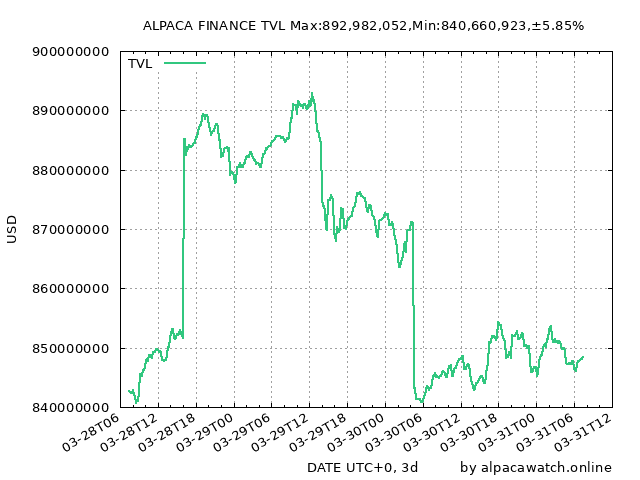 ALPACA FINANCE TVL Max:892,982,052,Min:840,660,923,±5.85%
900000000
890000000
880000000
870000000
860000000
850000000
840000000
USD
TVL
03-28T06
03-28T12
03-28T18
03-29T00
03-29T06
03-29T12
03-29T18
03-30T00
03-30T06
03-30T12
03-30T18
03-31T00
03-31T06
03-31T12
DATE UTC+0, 3d
by alpacawatch.online